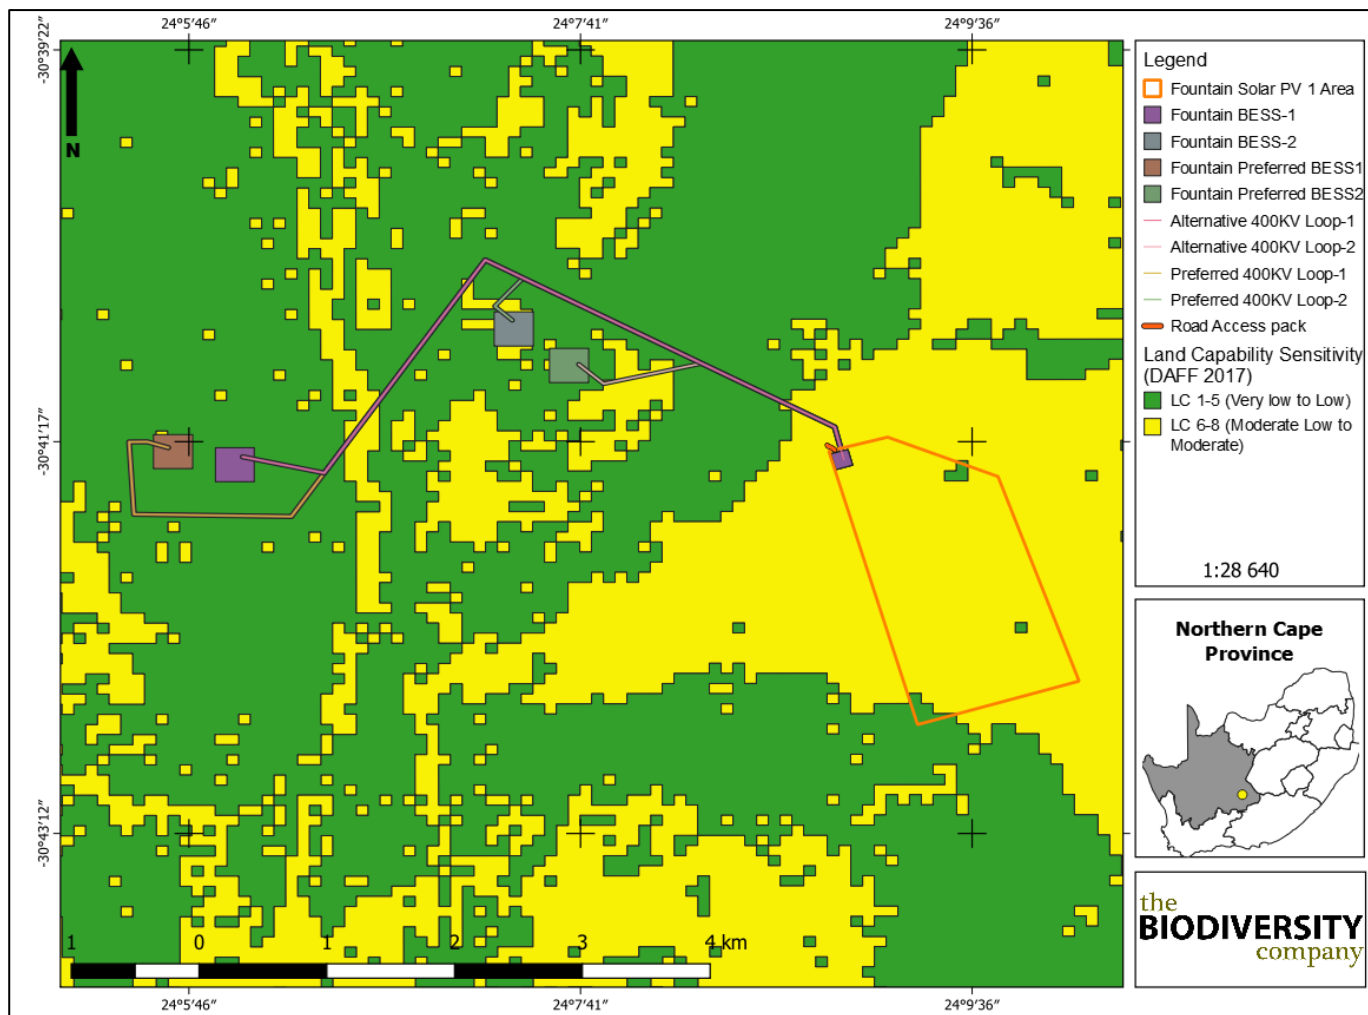 24°5'46" 24°7'41" 24°9'36"
-30°39'22"
-30°41'17"
-30°43'12"
N
1 0 1 2 3 4 km
24°5'46" 24°7'41" 24°9'36"
Legend
Fountain Solar PV 1 Area
Fountain BESS-1
Fountain BESS-2
Fountain Preferred BESS1
Fountain Preferred BESS2
Alternative 400KV Loop-1
Alternative 400KV Loop-2
Preferred 400KV Loop-1
Preferred 400KV Loop-2
Road Access pack
Land Capability Sensitivity
(DAFF 2017)
LC 1-5 (Very low to Low)
LC 6-8 (Moderate Low to
Moderate)
1:28 640
Northern Cape
Province
the
BIODIVERSITY
company